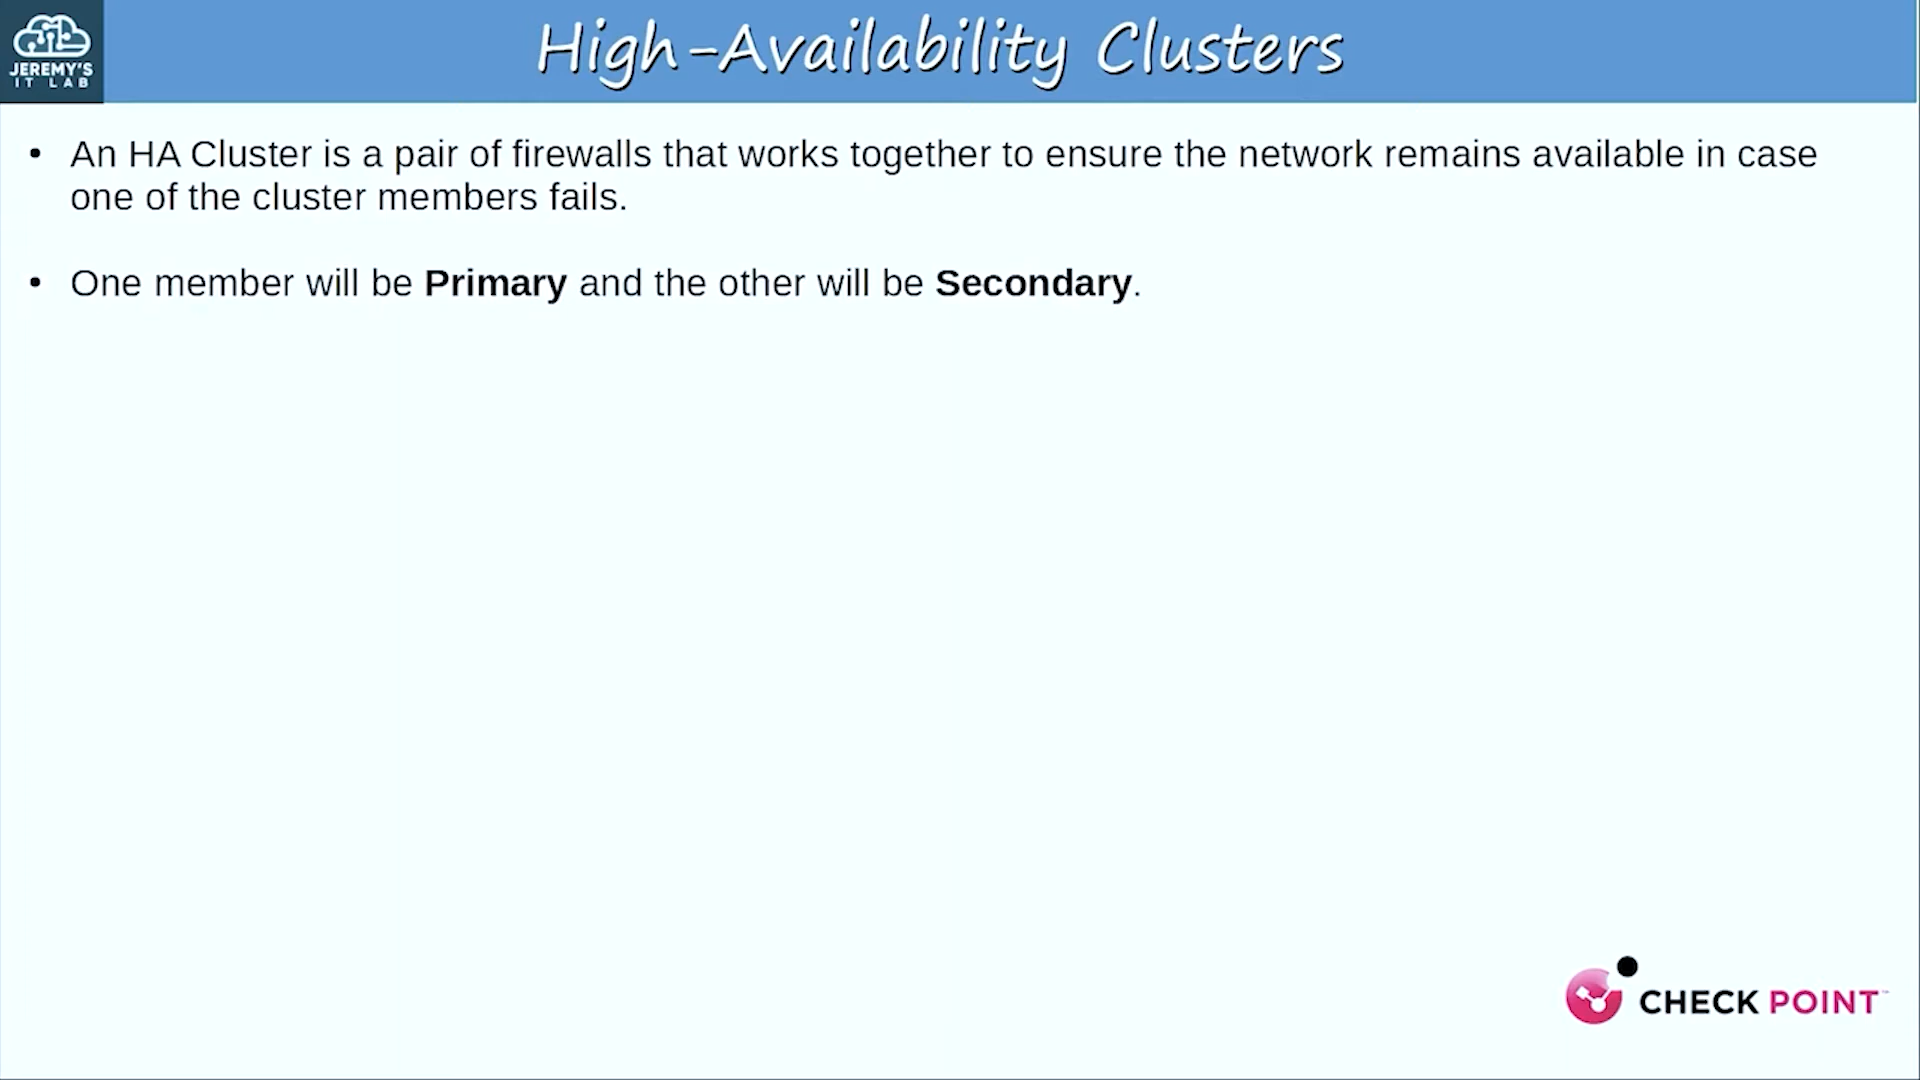 JEREMY'S
IT LAB
High-Availability Clusters
• An HA Cluster is a pair of firewalls that works together to ensure the network remains available in case
one of the cluster members fails.
• One member will be Primary and the other will be Secondary.
CHECK POINT™